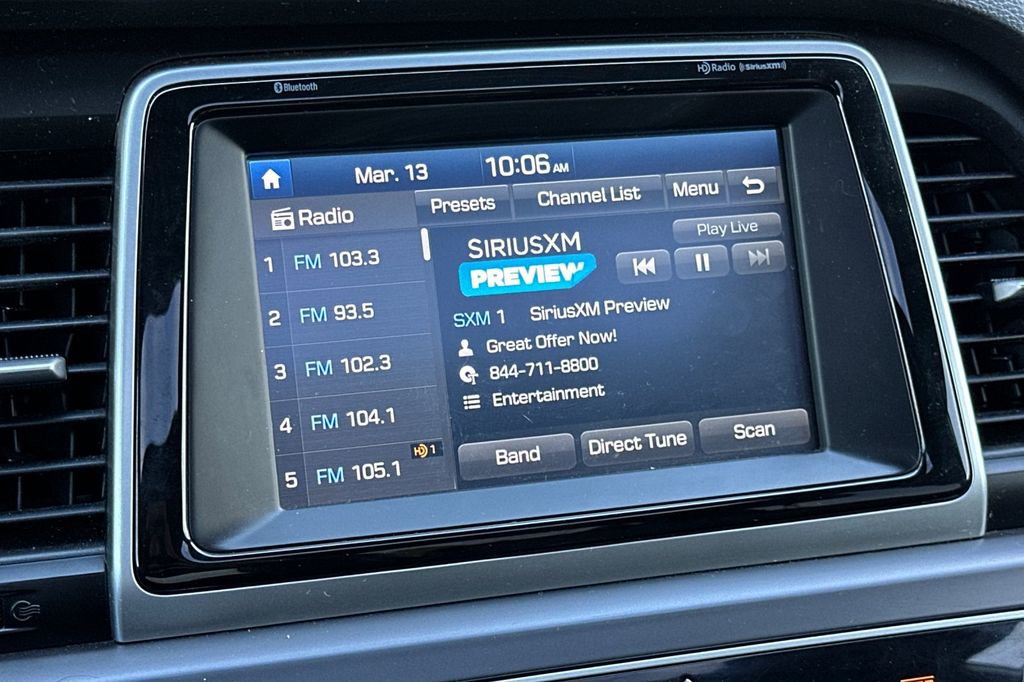 Bluetooth
HD Radio SiriusXM
Mar. 13 10:06 AM
Radio Presets Channel List Menu
Play Live
SIRIUSXM
PREVIEW
1 FM 103.3
2 FM 93.5
3 FM 102.3
4 FM 104.1
5 FM 105.1 HD 1
SXM 1 SiriusXM Preview
Great Offer Now!
844-711-8800
Entertainment
Band Direct Tune Scan